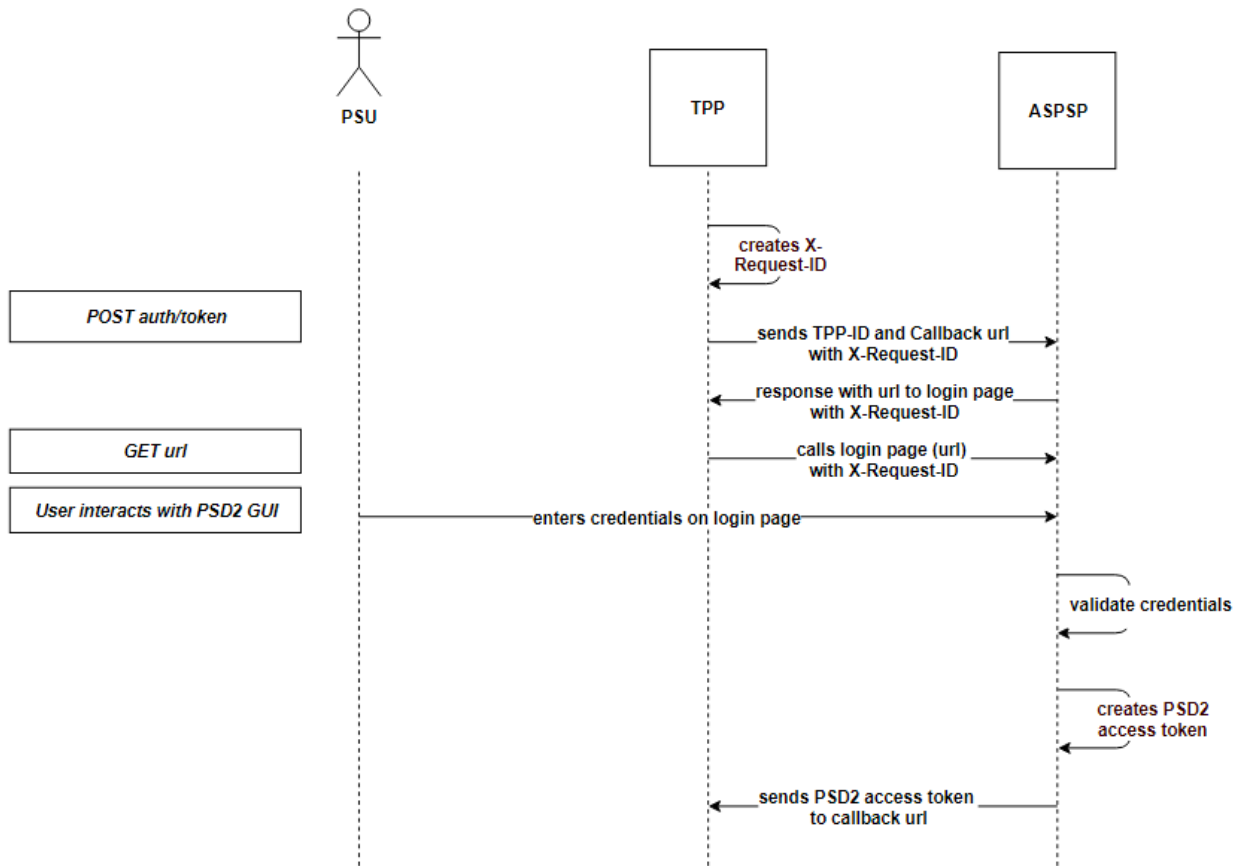 PSU
TPP
ASPSP
creates X-
Request-ID
POST auth/token
sends TPP-ID and Callback url
with X-Request-ID
response with url to login page
with X-Request-ID
GET url
calls login page (url)
with X-Request-ID
User interacts with PSD2 GUI
enters credentials on login page
validate credentials
creates PSD2
access token
sends PSD2 access token
to callback url